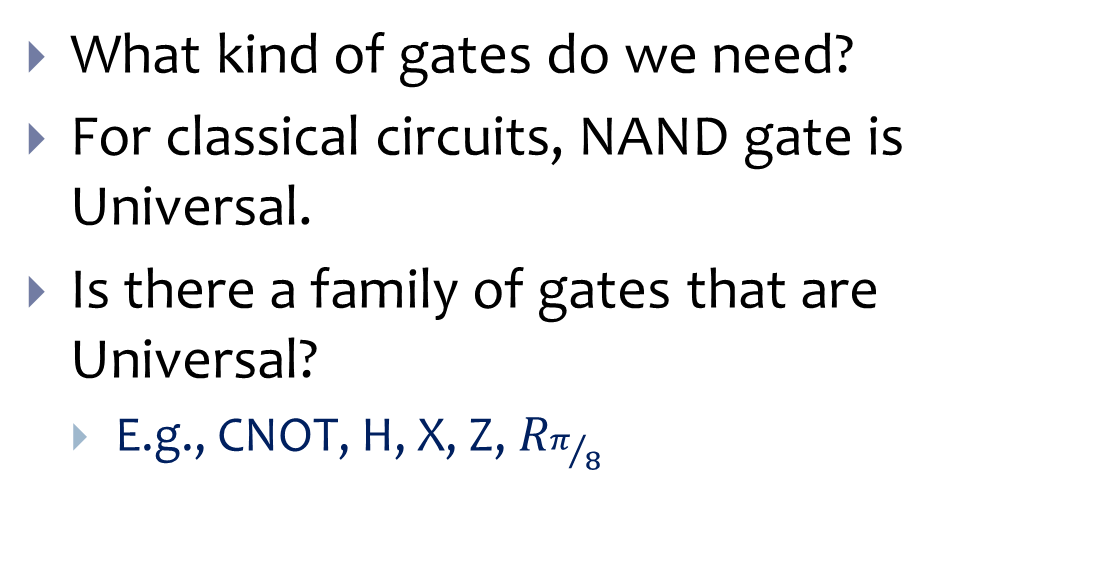 What kind of gates do we need?
For classical circuits, NAND gate is
Universal.
Is there a family of gates that are
Universal?
E.g., CNOT, H, X, Z, 𝑅𝜋/8